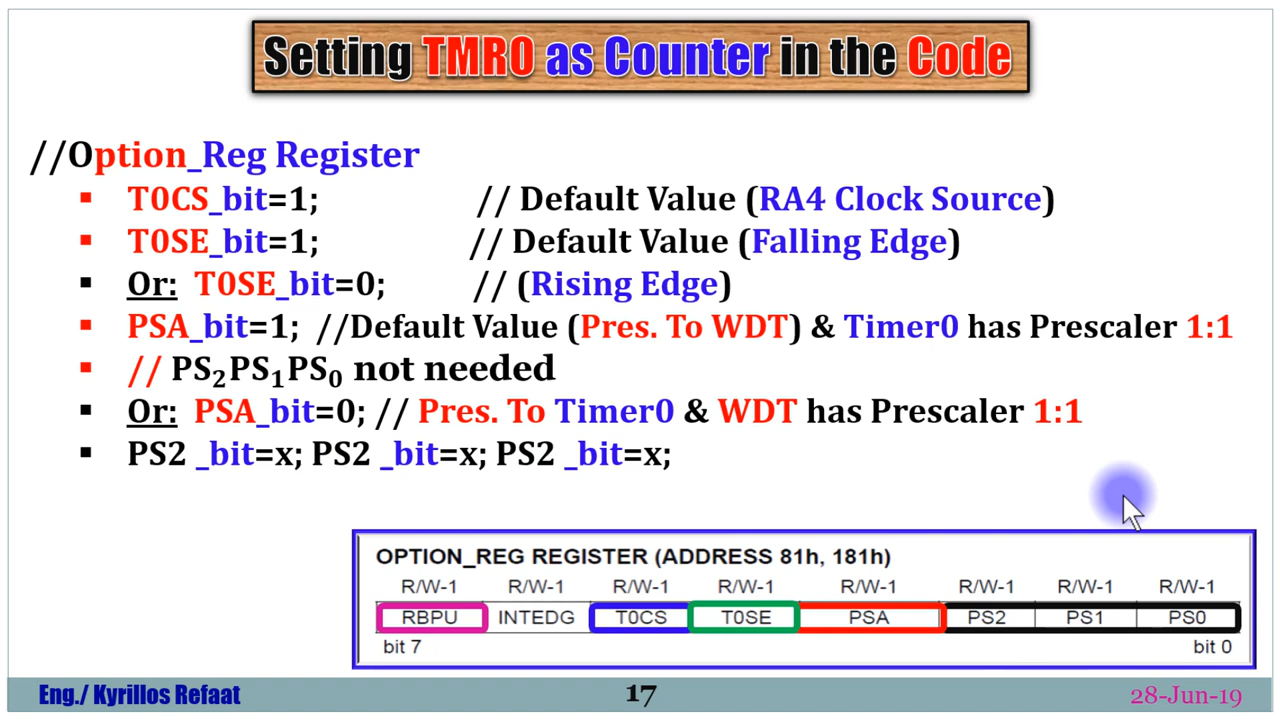 Setting TMR0 as Counter in the Code
//Option_Reg Register
▪ T0CS_bit=1; // Default Value (RA4 Clock Source)
▪ T0SE_bit=1; // Default Value (Falling Edge)
▪ Or: T0SE_bit=0; // (Rising Edge)
▪ PSA_bit=1; //Default Value (Pres. To WDT) & Timer0 has Prescaler 1:1
▪ // PS₂PS₁PS₀ not needed
▪ Or: PSA_bit=0; // Pres. To Timer0 & WDT has Prescaler 1:1
▪ PS2 _bit=x; PS2 _bit=x; PS2 _bit=x;
OPTION_REG REGISTER (ADDRESS 81h, 181h)
R/W-1 R/W-1 R/W-1 R/W-1 R/W-1 R/W-1 R/W-1 R/W-1
RBPU INTEDG T0CS T0SE PSA PS2 PS1 PS0
bit 7 bit 0
Eng./ Kyrillos Refaat 17 28-Jun-19